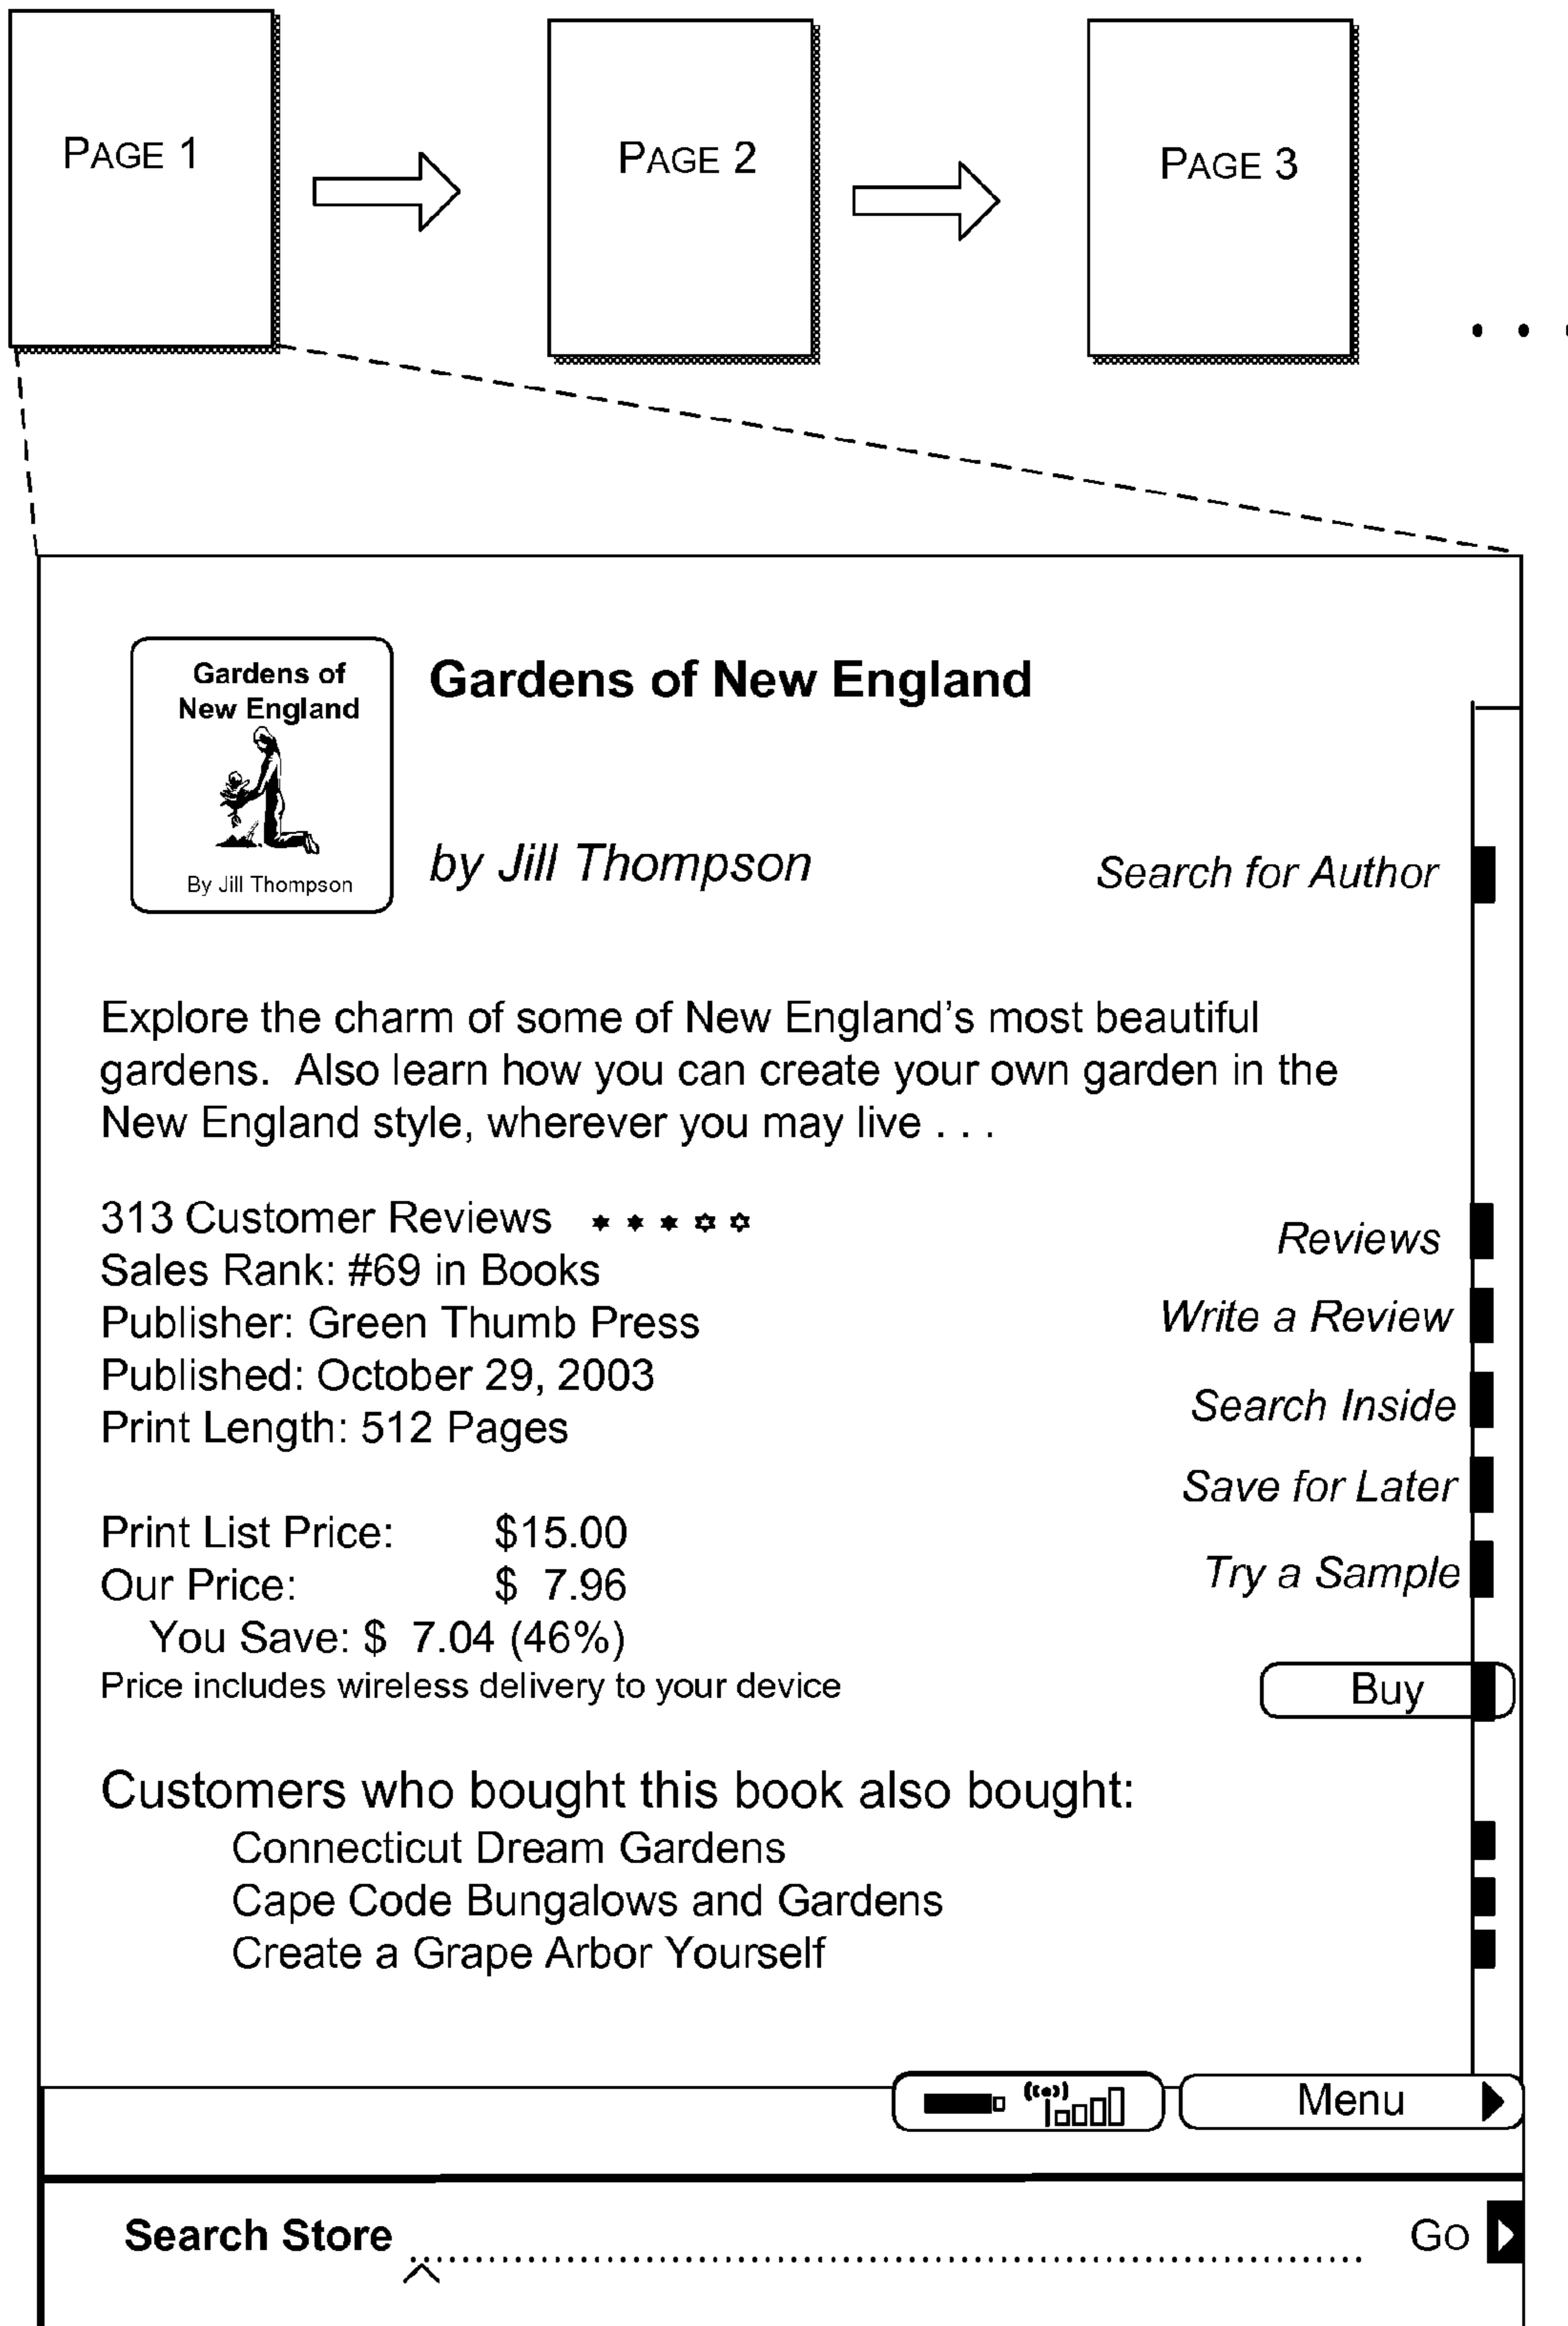 PAGE 1
PAGE 2
PAGE 3
. . .
Gardens of
New England
By Jill Thompson
Gardens of New England
by Jill Thompson
Search for Author
Explore the charm of some of New England's most beautiful
gardens. Also learn how you can create your own garden in the
New England style, wherever you may live . . .
313 Customer Reviews
Sales Rank: #69 in Books
Publisher: Green Thumb Press
Published: October 29, 2003
Print Length: 512 Pages
Reviews
Write a Review
Search Inside
Save for Later
Try a Sample
Print List Price: $15.00
Our Price: $ 7.96
You Save: $ 7.04 (46%)
Price includes wireless delivery to your device
Buy
Customers who bought this book also bought:
Connecticut Dream Gardens
Cape Code Bungalows and Gardens
Create a Grape Arbor Yourself
Menu
Search Store
GO